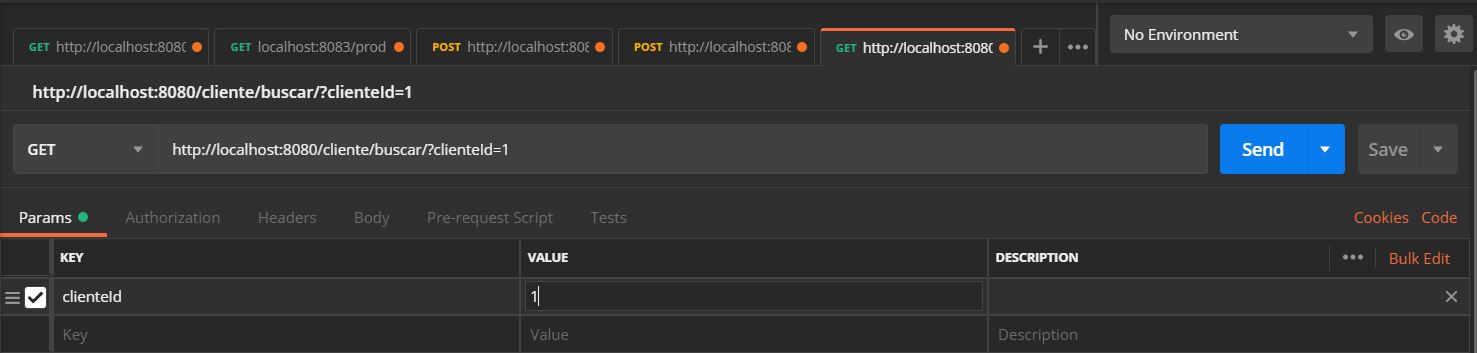 GET http://localhost:8080 GET localhost:8083/prod POST http://localhost:808 POST http://localhost:808 GET http://localhost:8080 + ••• No Environment
http://localhost:8080/cliente/buscar/?clienteId=1
GET http://localhost:8080/cliente/buscar/?clienteId=1 Send Save
Params Authorization Headers Body Pre-request Script Tests Cookies Code
KEY VALUE DESCRIPTION ••• Bulk Edit
clienteId 1
Key Value Description